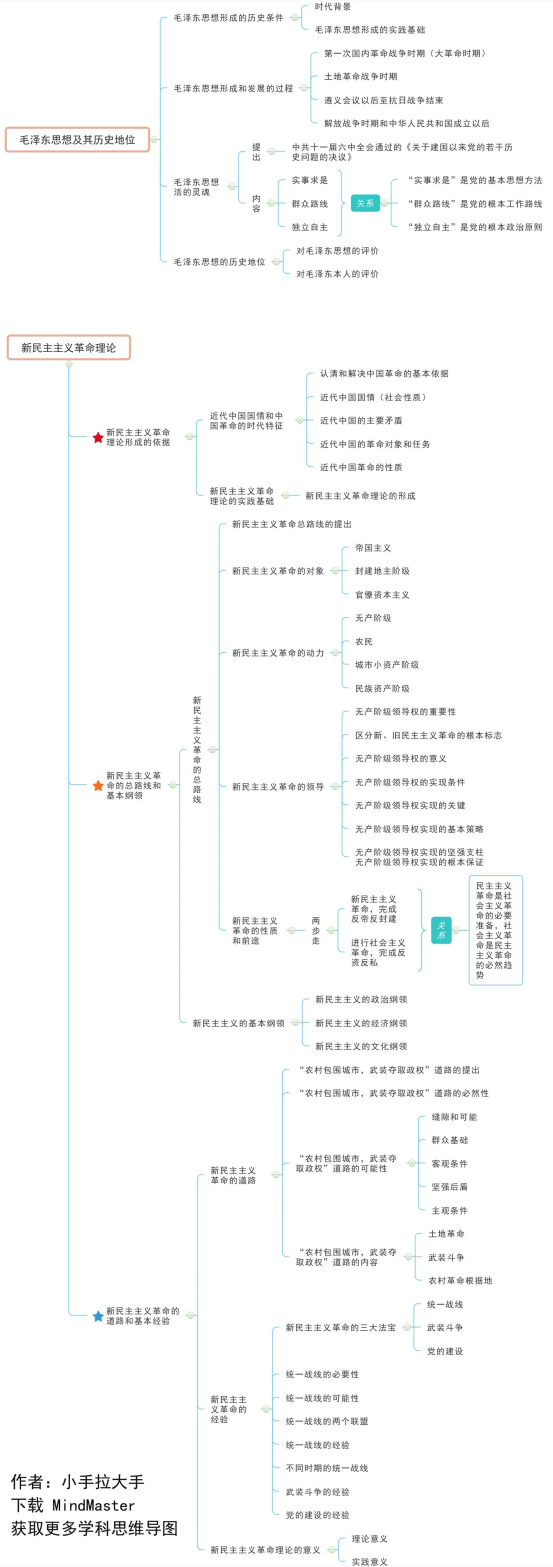 毛泽东思想及其历史地位
毛泽东思想形成的历史条件
时代背景
毛泽东思想形成的实践基础
毛泽东思想形成和发展的过程
第一次国内革命战争时期（大革命时期）
土地革命战争时期
遵义会议以后至抗日战争结束
解放战争时期和中华人民共和国成立以后
毛泽东思想
活的灵魂
提
出
中共十一届六中全会通过的《关于建国以来党的若干历
史问题的决议》
内
容
实事求是
群众路线
独立自主
关系
“实事求是”是党的基本思想方法
“群众路线”是党的根本工作路线
“独立自主”是党的根本政治原则
毛泽东思想的历史地位
对毛泽东思想的评价
对毛泽东本人的评价
新民主主义革命理论
新民主主义革命
理论形成的依据
近代中国国情和中
国革命的时代特征
认清和解决中国革命的基本依据
近代中国国情（社会性质）
近代中国的主要矛盾
近代中国的革命对象和任务
近代中国革命的性质
新民主主义革命
理论的实践基础
新民主主义革命理论的形成
新民主主义革
命的总路线和
基本纲领
新
民
主
主
义
革
命
的
总
路
线
新民主主义革命总路线的提出
新民主主义革命的对象
帝国主义
封建地主阶级
官僚资本主义
新民主主义革命的动力
无产阶级
农民
城市小资产阶级
民族资产阶级
新民主主义革命的领导
无产阶级领导权的重要性
区分新、旧民主主义革命的根本标志
无产阶级领导权的意义
无产阶级领导权的实现条件
无产阶级领导权实现的关键
无产阶级领导权实现的基本策略
无产阶级领导权实现的坚强支柱
无产阶级领导权实现的根本保证
新民主主义
革命的性质
和前途
两
步
走
新民主主义
革命，完成
反帝反封建
进行社会主义
革命，完成反
资反私
关
系
民主主义
革命是社
会主义革
命的必要
准备，社
会主义革
命是民主
主义革命
的必然趋
势
新民主主义的基本纲领
新民主主义的政治纲领
新民主主义的经济纲领
新民主主义的文化纲领
新民主主义革命的
道路和基本经验
新民主主义
革命的道路
“农村包围城市，武装夺取政权”道路的提出
“农村包围城市，武装夺取政权”道路的必然性
“农村包围城市，武装夺
取政权”道路的可能性
缝隙和可能
群众基础
客观条件
坚强后盾
主观条件
“农村包围城市，武装夺
取政权”道路的内容
土地革命
武装斗争
农村革命根据地
新民主主
义革命的
经验
新民主主义革命的三大法宝
统一战线
武装斗争
党的建设
统一战线的必要性
统一战线的可能性
统一战线的两个联盟
统一战线的经验
不同时期的统一战线
武装斗争的经验
党的建设的经验
新民主主义革命理论的意义
理论意义
实践意义
作者：小手拉大手
下载 MindMaster
获取更多学科思维导图